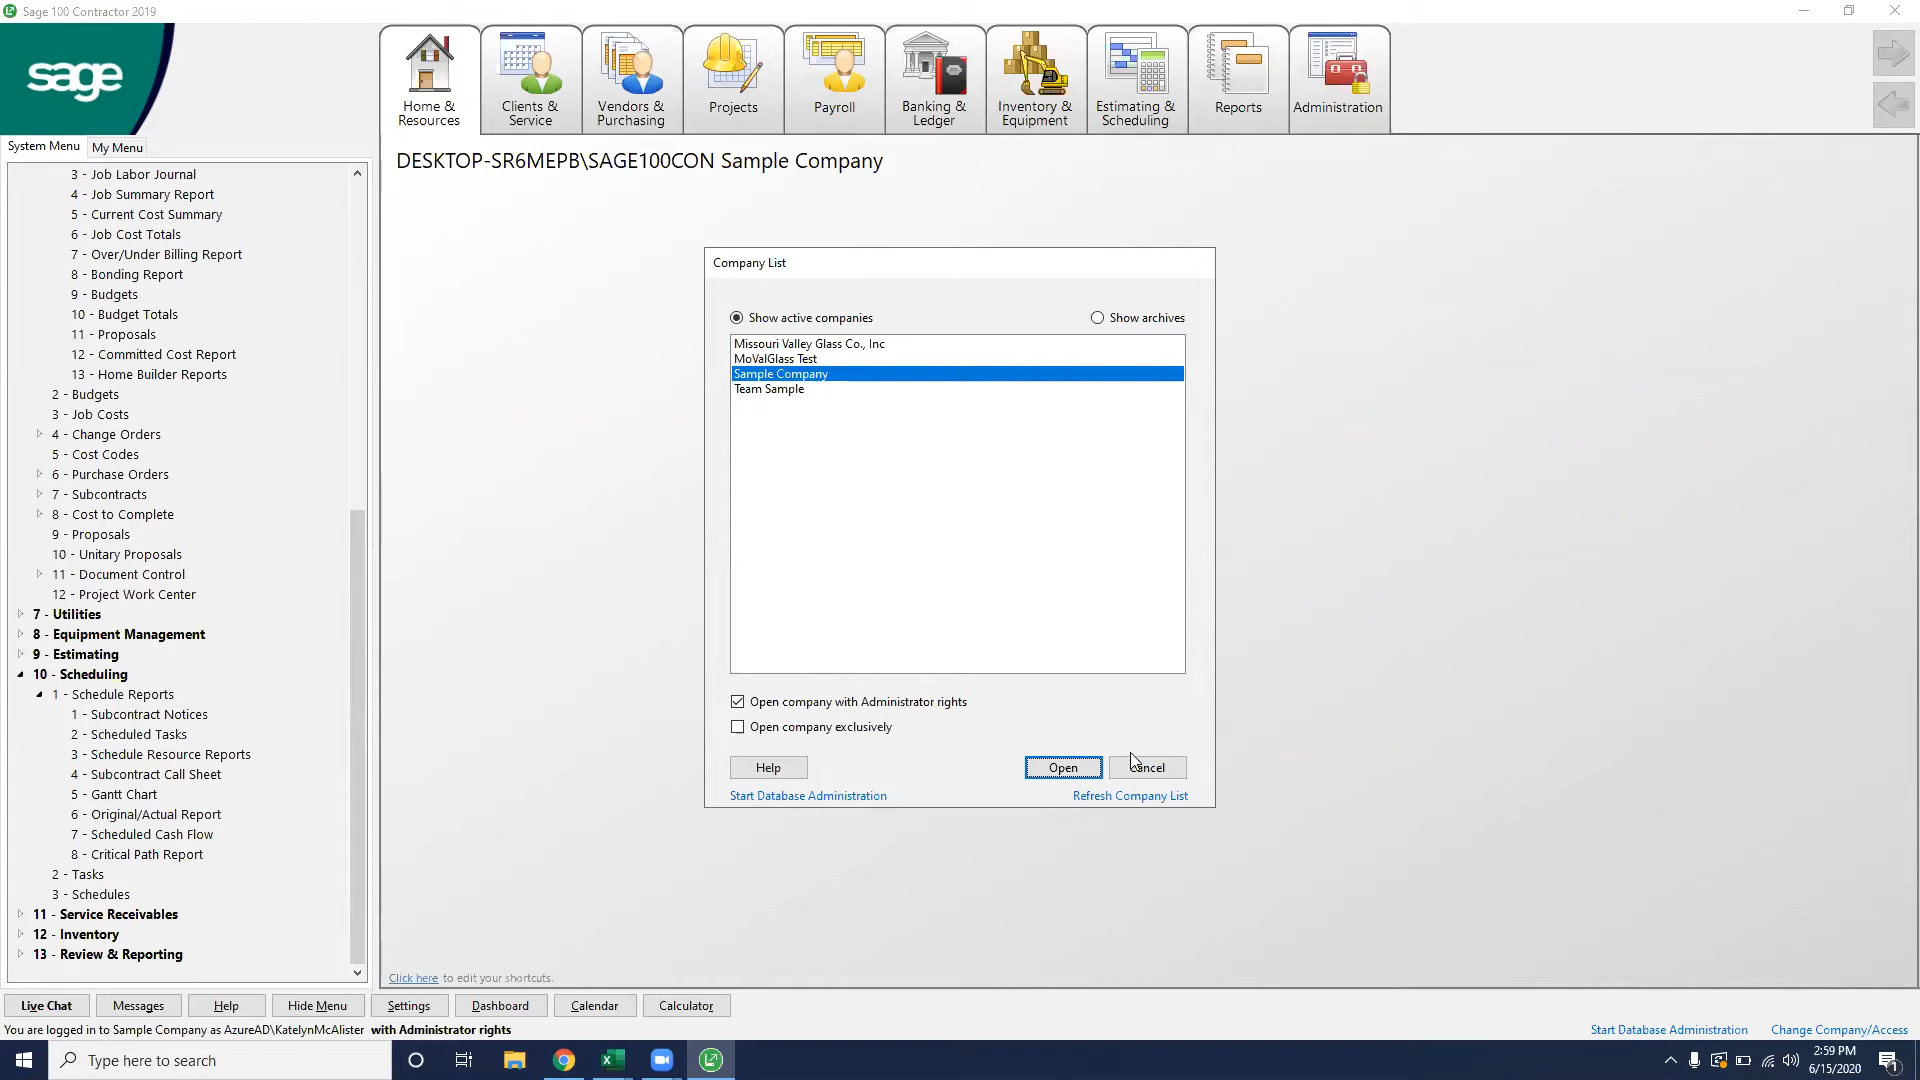 Sage 100 Contractor 2019
sage
Home & Resources
Clients & Service
Vendors & Purchasing
Projects
Payroll
Banking & Ledger
Inventory & Equipment
Estimating & Scheduling
Reports
Administration
System Menu
My Menu
DESKTOP-SR6MEPB\SAGE100CON Sample Company
3 - Job Labor Journal
4 - Job Summary Report
5 - Current Cost Summary
6 - Job Cost Totals
7 - Over/Under Billing Report
8 - Bonding Report
9 - Budgets
10 - Budget Totals
11 - Proposals
12 - Committed Cost Report
13 - Home Builder Reports
2 - Budgets
3 - Job Costs
4 - Change Orders
5 - Cost Codes
6 - Purchase Orders
7 - Subcontracts
8 - Cost to Complete
9 - Proposals
10 - Unitary Proposals
11 - Document Control
12 - Project Work Center
7 - Utilities
8 - Equipment Management
9 - Estimating
10 - Scheduling
1 - Schedule Reports
1 - Subcontract Notices
2 - Scheduled Tasks
3 - Schedule Resource Reports
4 - Subcontract Call Sheet
5 - Gantt Chart
6 - Original/Actual Report
7 - Scheduled Cash Flow
8 - Critical Path Report
2 - Tasks
3 - Schedules
11 - Service Receivables
12 - Inventory
13 - Review & Reporting
Company List
Show active companies
Show archives
Missouri Valley Glass Co., Inc
MoValGlass Test
Sample Company
Team Sample
Open company with Administrator rights
Open company exclusively
Help
Open
Cancel
Start Database Administration
Refresh Company List
Click here to edit your shortcuts.
Live Chat
Messages
Help
Hide Menu
Settings
Dashboard
Calendar
Calculator
You are logged in to Sample Company as AzureAD\KatelynMcAlister with Administrator rights
Start Database Administration
Change Company/Access
Type here to search
2:59 PM
6/15/2020
1